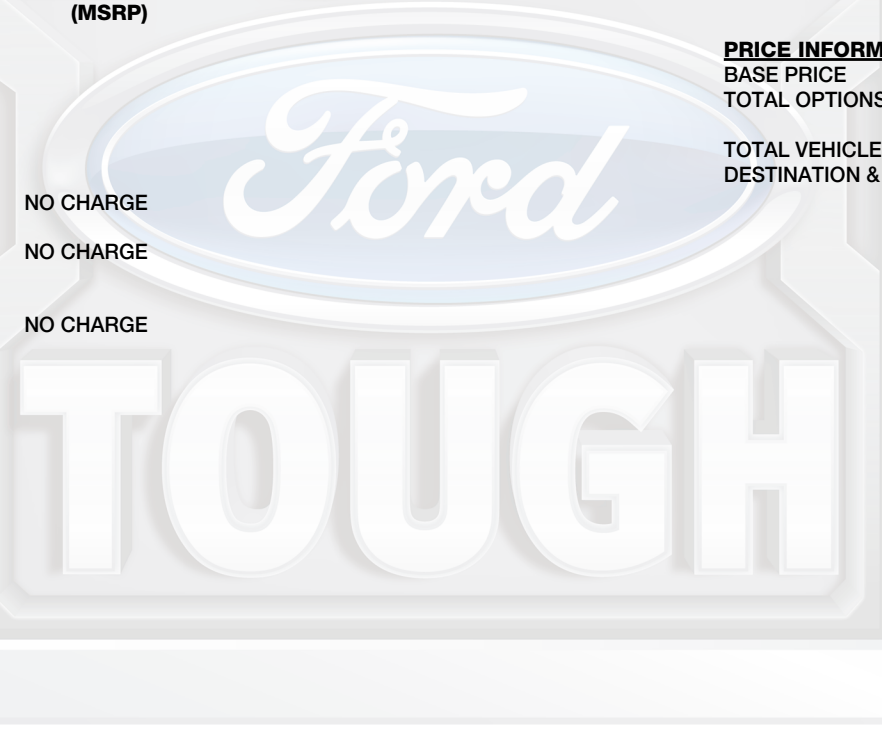 (MSRP)
NO CHARGE
NO CHARGE
NO CHARGE
PRICE INFORM
BASE PRICE
TOTAL OPTIONS
TOTAL VEHICLE
DESTINATION &
Ford
TOUGH